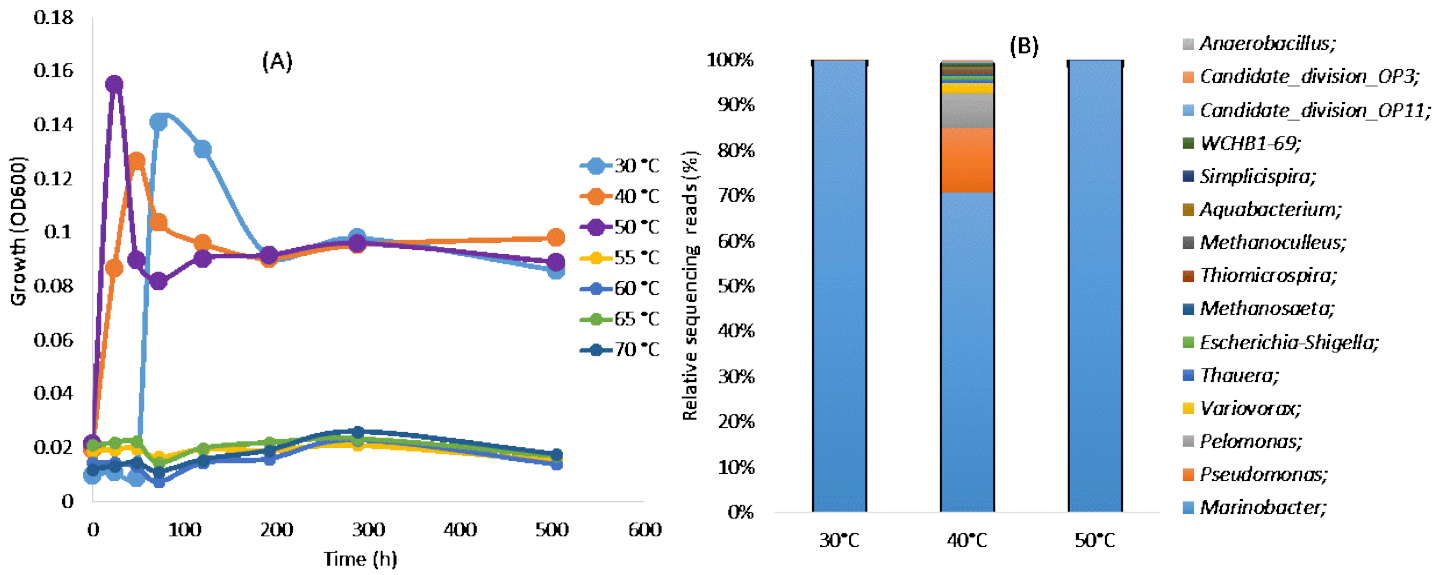 (A)
Growth (OD600)
0.18
0.16
0.14
0.12
0.1
0.08
0.06
0.04
0.02
0
0 100 200 300 400 500 600
Time (h)
30 °C
40 °C
50 °C
55 °C
60 °C
65 °C
70 °C
(B)
Relative sequencing reads (%)
100%
90%
80%
70%
60%
50%
40%
30%
20%
10%
0%
30°C 40°C 50°C
Anaerobacillus;
Candidate_division_OP3;
Candidate_division_OP11;
WCHB1-69;
Simplicispira;
Aquabacterium;
Methanoculleus;
Thiomicrospira;
Methanosaeta;
Escherichia-Shigella;
Thauera;
Variovorax;
Pelomonas;
Pseudomonas;
Marinobacter;